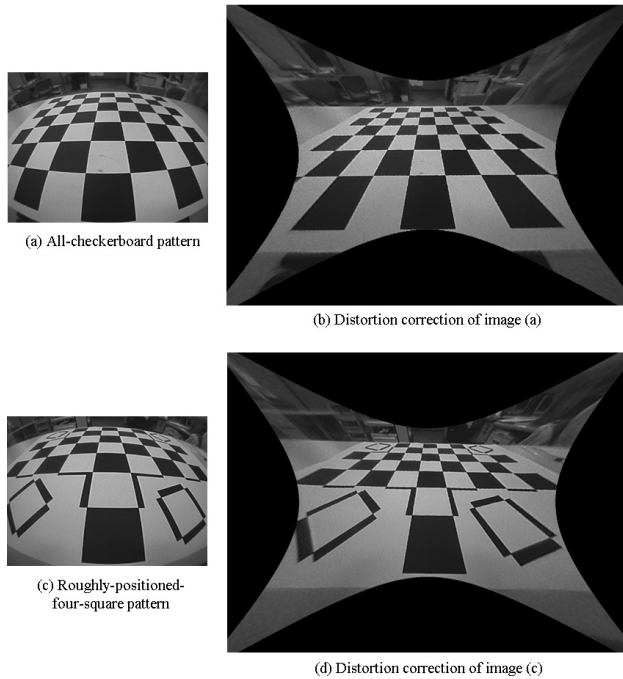 (a) All-checkerboard pattern
(b) Distortion correction of image (a)
(c) Roughly-positioned-
four-square pattern
(d) Distortion correction of image (c)